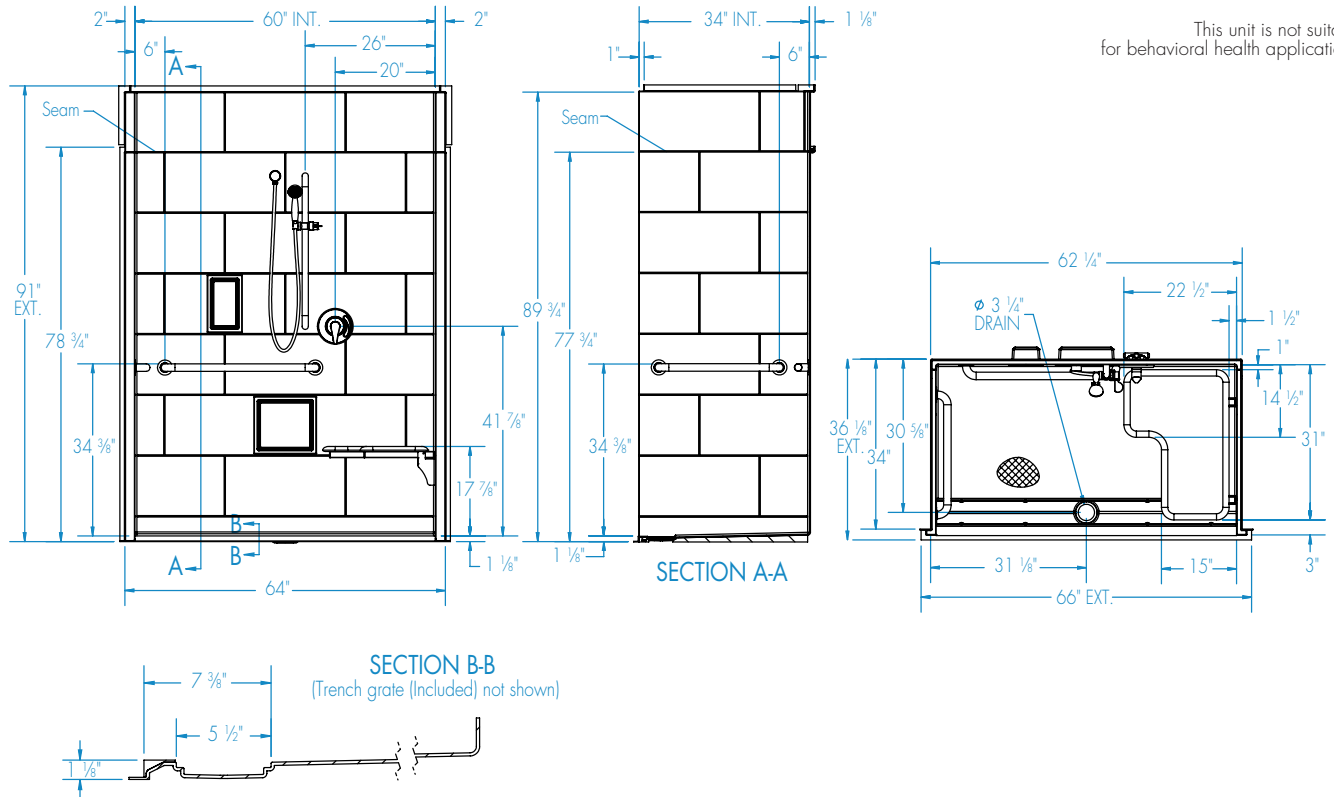 2"
60" INT.
2"
26"
6"
A
20"
Seam
91"
EXT.
78 ¾"
34 ⅜"
41 ⅞"
17 ⅞"
B
B
A
1 ⅛"
64"
34" INT.
1 ⅛"
1"
6"
Seam
89 ¾"
77 ¾"
34 ⅜"
1 ⅛"
SECTION A-A
This unit is not
for behavioral health
62 ¼"
22 ½"
ø 3 ¼"
DRAIN
1 ½"
1"
14 ½"
36 ⅛"
EXT.
34"
30 ⅝"
31"
31 ⅛"
15"
3"
66" EXT.
SECTION B-B
(Trench grate (Included) not shown)
7 ⅜"
5 ½"
1 ⅛"